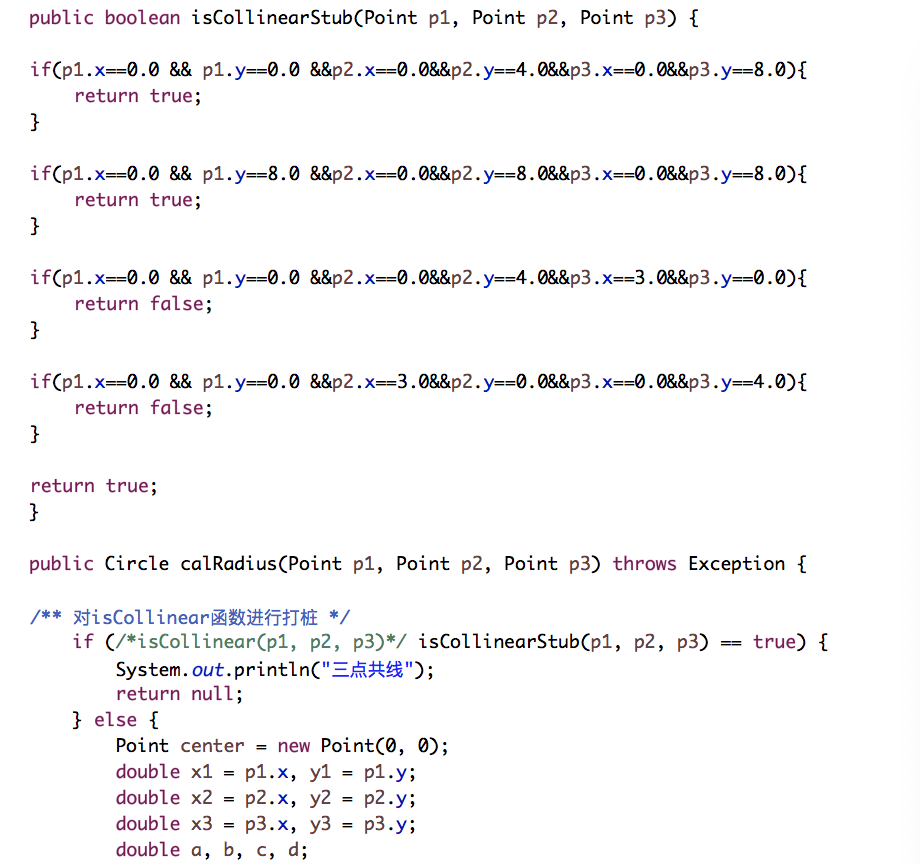 public boolean isCollinearStub(Point p1, Point p2, Point p3) {
if(p1.x==0.0 && p1.y==0.0 &&p2.x==0.0&&p2.y==4.0&&p3.x==0.0&&p3.y==8.0){
return true;
}
if(p1.x==0.0 && p1.y==8.0 &&p2.x==0.0&&p2.y==8.0&&p3.x==0.0&&p3.y==8.0){
return true;
}
if(p1.x==0.0 && p1.y==0.0 &&p2.x==0.0&&p2.y==4.0&&p3.x==3.0&&p3.y==0.0){
return false;
}
if(p1.x==0.0 && p1.y==0.0 &&p2.x==3.0&&p2.y==0.0&&p3.x==0.0&&p3.y==4.0){
return false;
}
return true;
}
public Circle calRadius(Point p1, Point p2, Point p3) throws Exception {
/** 对isCollinear函数进行打桩 */
if (/*isCollinear(p1, p2, p3)*/ isCollinearStub(p1, p2, p3) == true) {
System.out.println("三点共线");
return null;
} else {
Point center = new Point(0, 0);
double x1 = p1.x, y1 = p1.y;
double x2 = p2.x, y2 = p2.y;
double x3 = p3.x, y3 = p3.y;
double a, b, c, d;